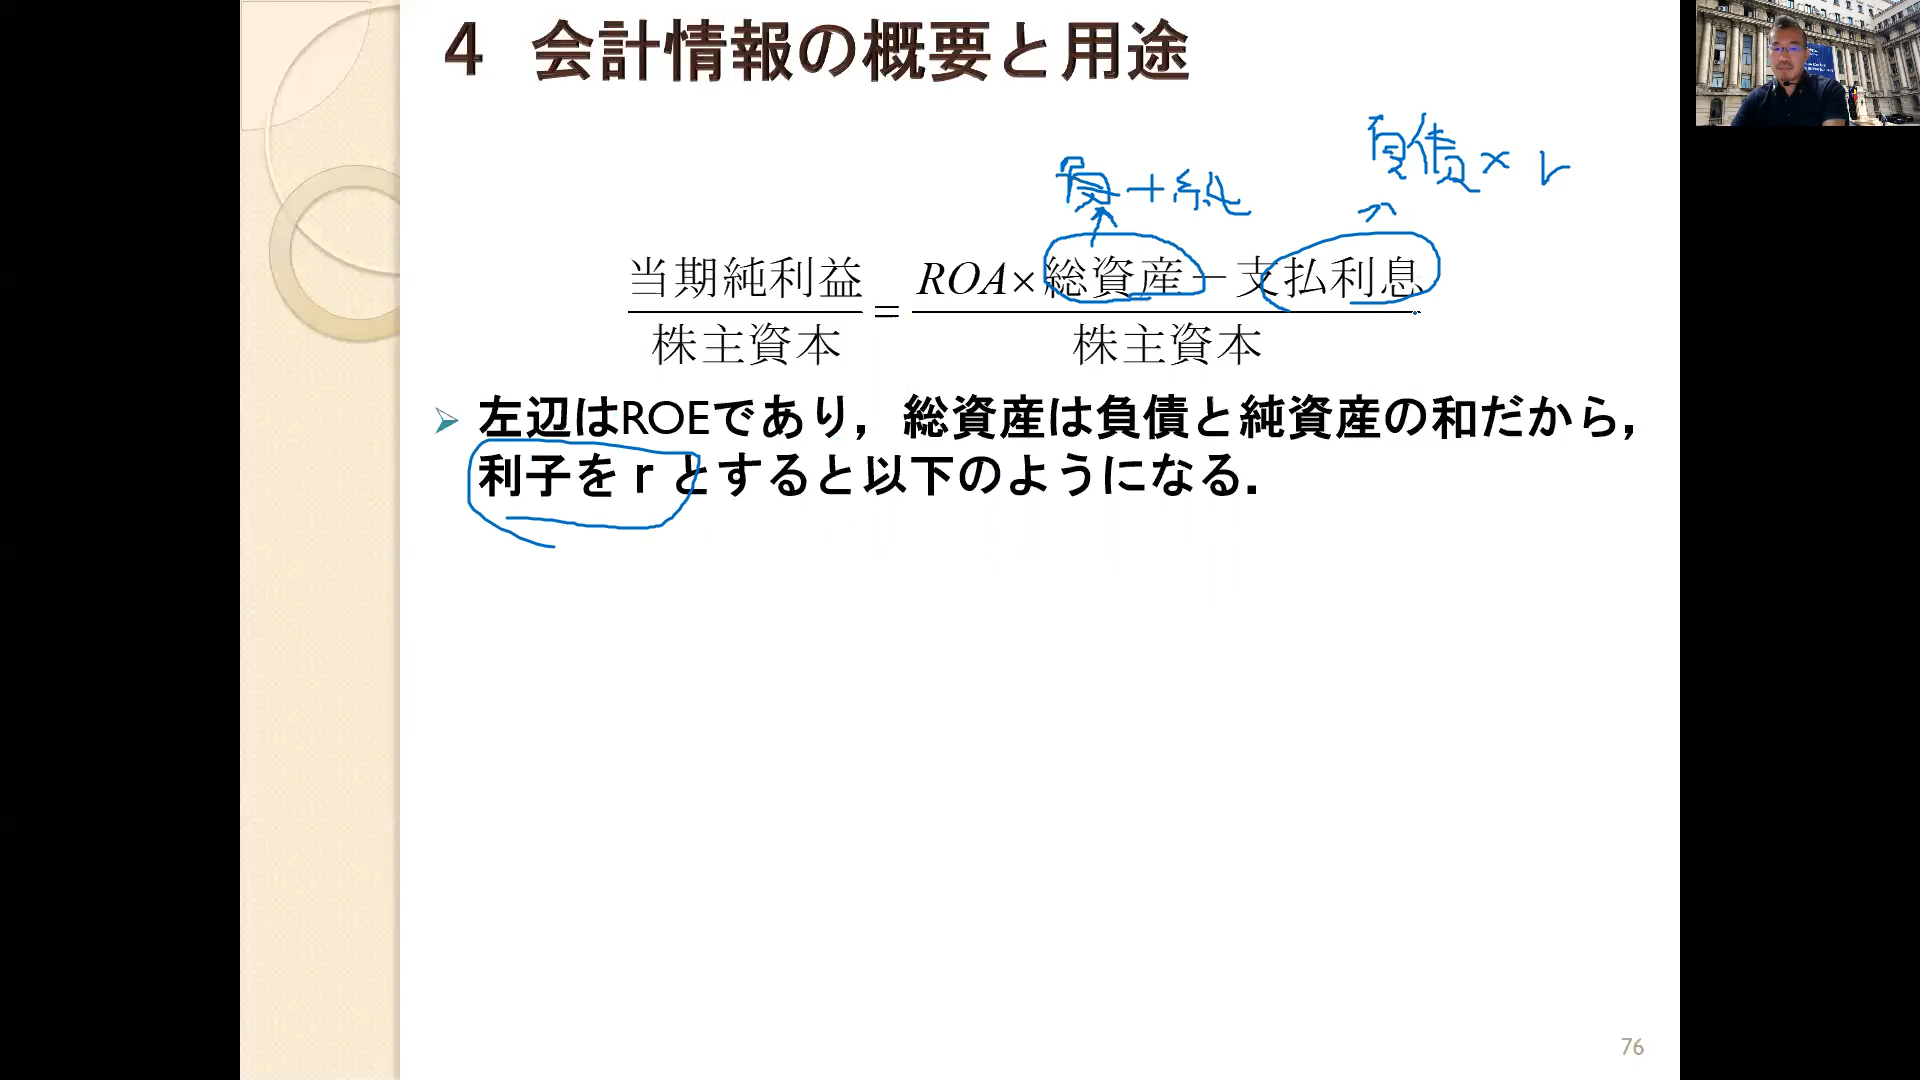 4 会計情報の概要と用途
負債×r
負+純
当期純利益/株主資本=ROA×総資産−支払利息/株主資本
左辺はROEであり，総資産は負債と純資産の和だから，
利子をrとすると以下のようになる．
76